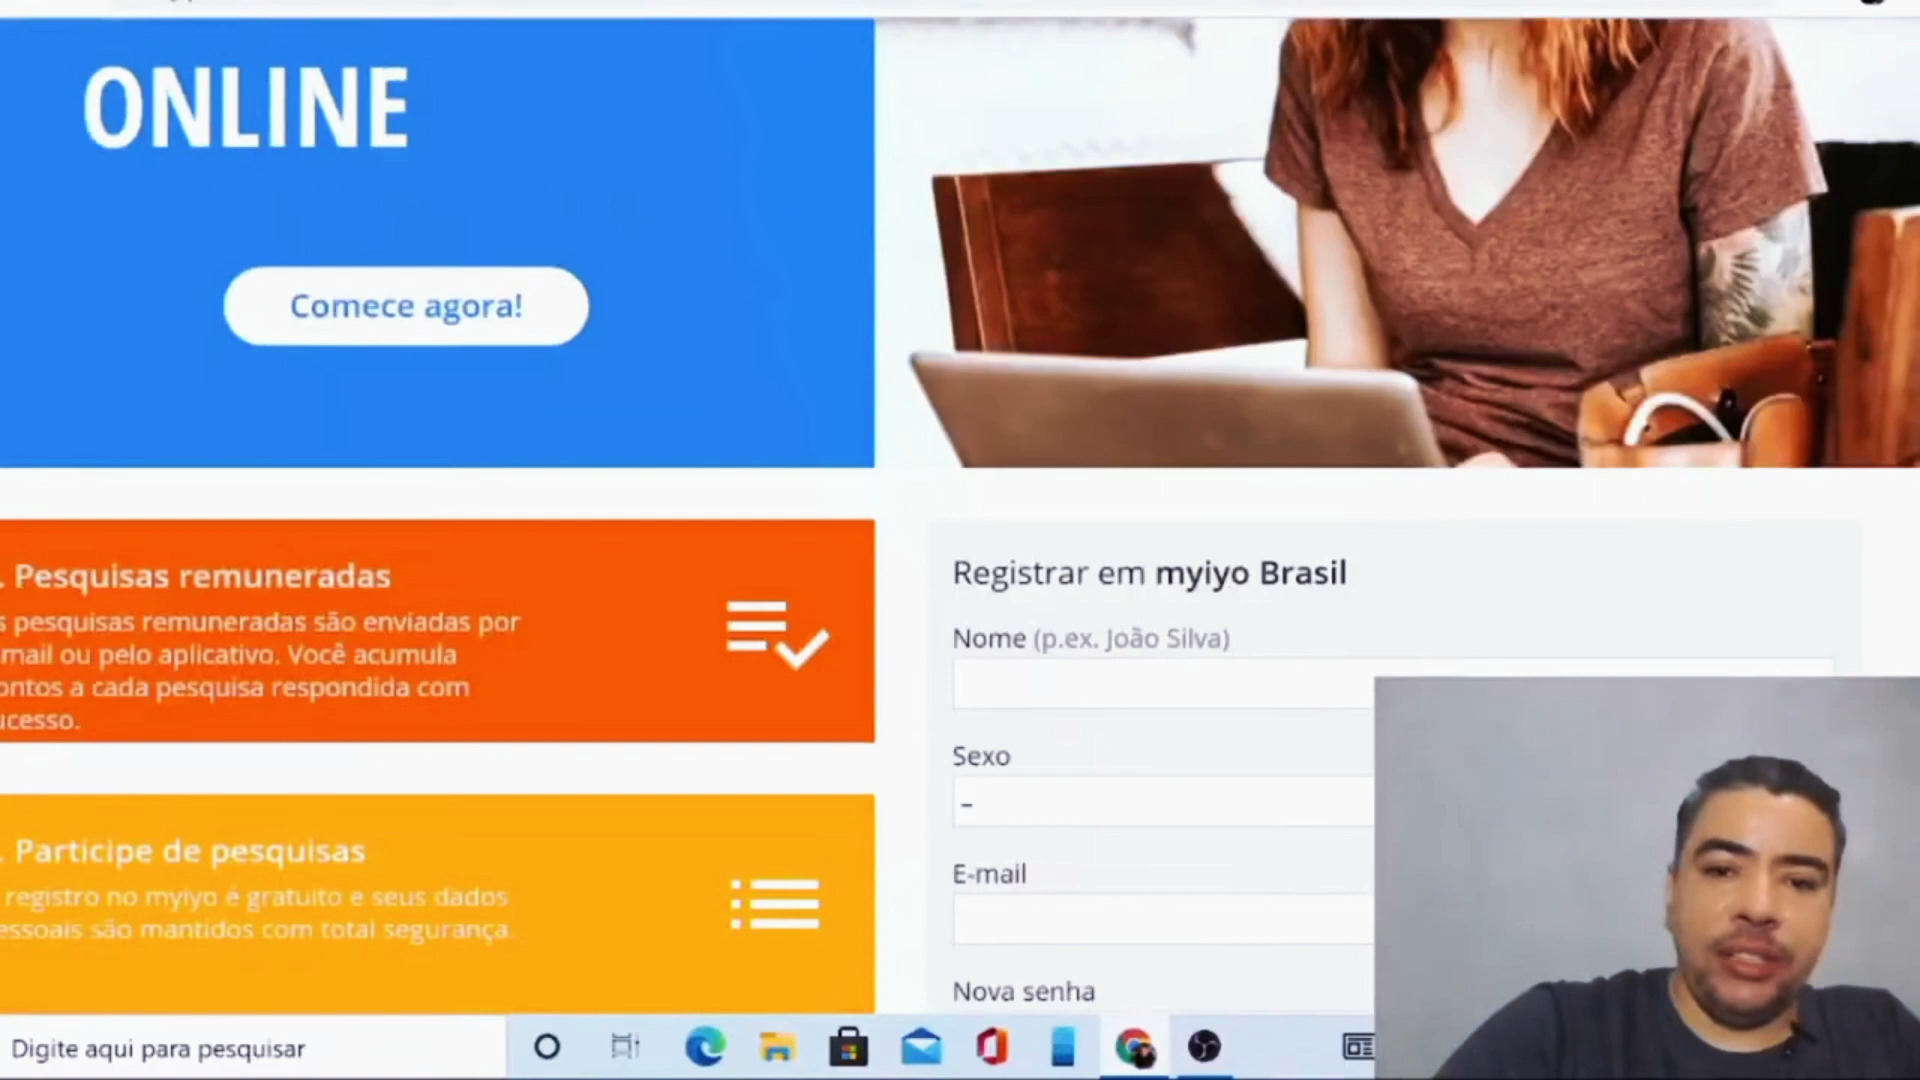 ONLINE
Comece agora!
. Pesquisas remuneradas
s pesquisas remuneradas são enviadas por
mail ou pelo aplicativo. Você acumula
ontos a cada pesquisa respondida com
ucesso.
. Participe de pesquisas
registro no myiyo é gratuito e seus dados
essoais são mantidos com total segurança.
Registrar em myiyo Brasil
Nome (p.ex. João Silva)
Sexo
–
E-mail
Nova senha
Digite aqui para pesquisar